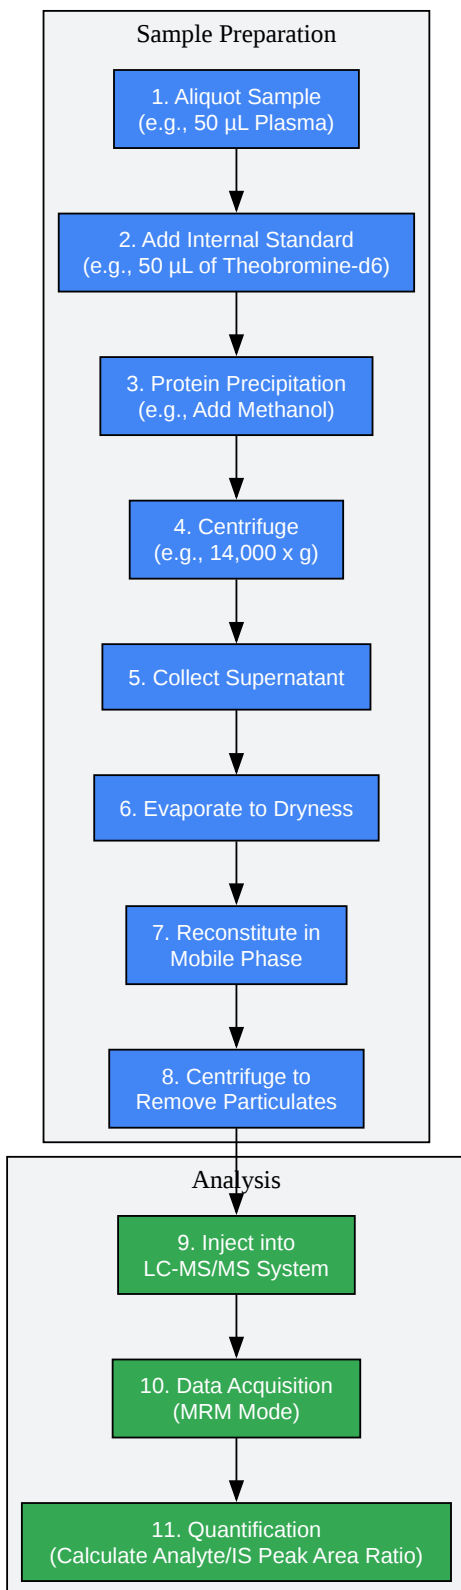 Sample Preparation
1. Aliquot Sample
(e.g., 50 µL Plasma)
2. Add Internal Standard
(e.g., 50 µL of Theobromine-d6)
3. Protein Precipitation
(e.g., Add Methanol)
4. Centrifuge
(e.g., 14,000 x g)
5. Collect Supernatant
6. Evaporate to Dryness
7. Reconstitute in
Mobile Phase
8. Centrifuge to
Remove Particulates
Analysis
9. Inject into
LC-MS/MS System
10. Data Acquisition
(MRM Mode)
11. Quantification
(Calculate Analyte/IS Peak Area Ratio)